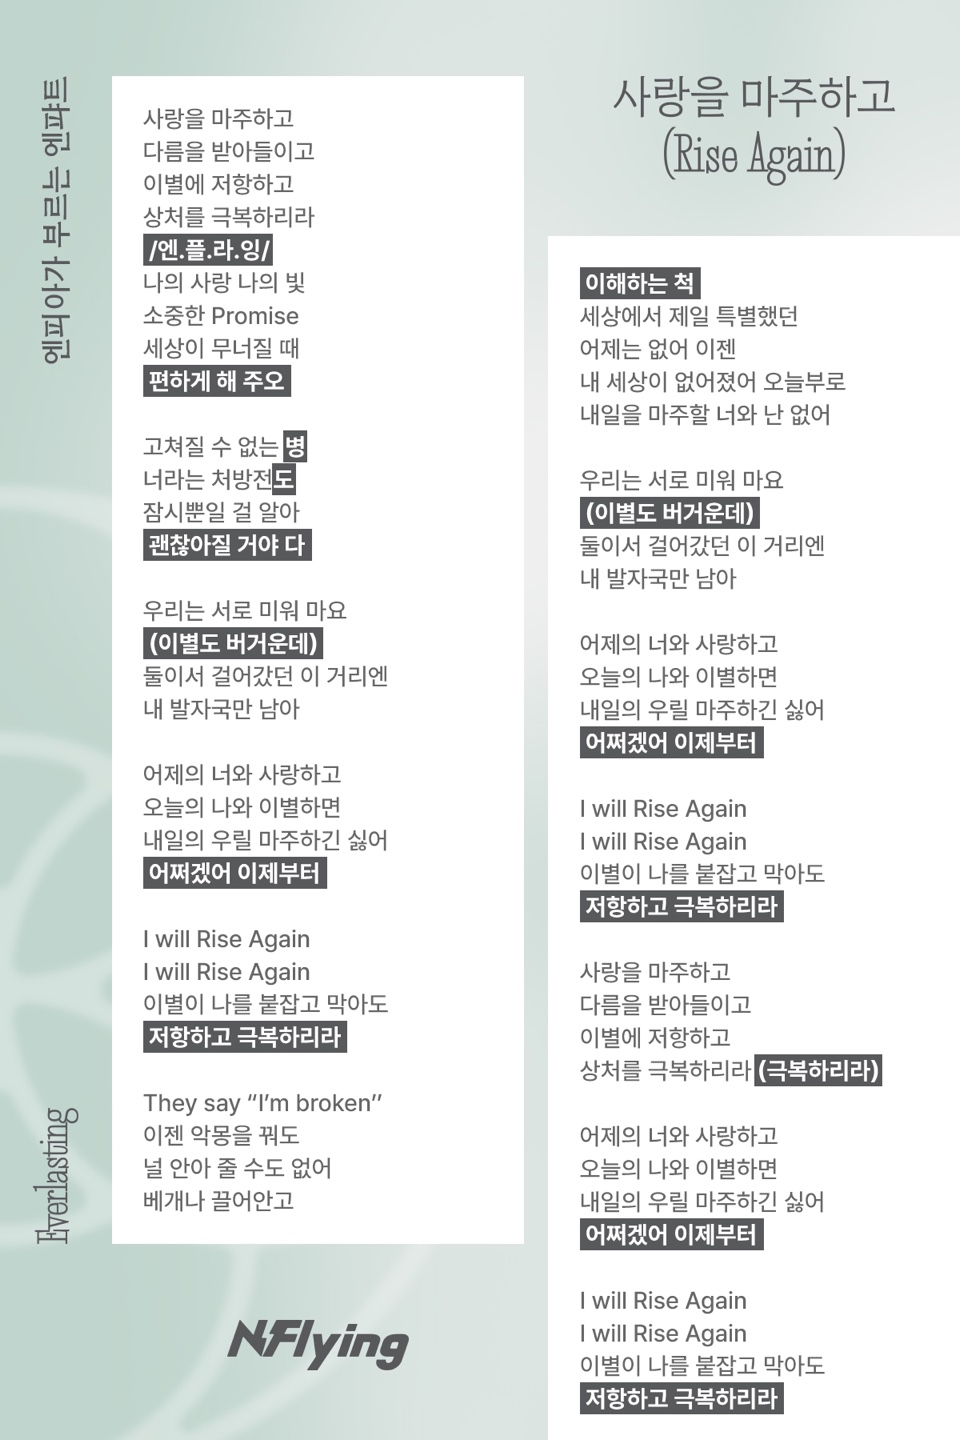 엔피아가 부르는 엔퍄트
사랑을 마주하고
다름을 받아들이고
이별에 저항하고
상처를 극복하리라
/엔.플.라.잉/
나의 사랑 나의 빛
소중한 Promise
세상이 무너질 때
편하게 해 주오
고쳐질 수 없는 병
너라는 처방전도
잠시뿐일 걸 알아
괜찮아질 거야 다
우리는 서로 미워 마요
(이별도 버거운데)
둘이서 걸어갔던 이 거리엔
내 발자국만 남아
어제의 너와 사랑하고
오늘의 나와 이별하면
내일의 우릴 마주하긴 싫어
어쩌겠어 이제부터
I will Rise Again
I will Rise Again
이별이 나를 붙잡고 막아도
저항하고 극복하리라
They say “I’m broken”
이젠 악몽을 꿔도
널 안아 줄 수도 없어
베개나 끌어안고
Everlasting
N.Flying
사랑을 마주하고
(Rise Again)
이해하는 척
세상에서 제일 특별했던
어제는 없어 이젠
내 세상이 없어졌어 오늘부로
내일을 마주할 너와 난 없어
우리는 서로 미워 마요
(이별도 버거운데)
둘이서 걸어갔던 이 거리엔
내 발자국만 남아
어제의 너와 사랑하고
오늘의 나와 이별하면
내일의 우릴 마주하긴 싫어
어쩌겠어 이제부터
I will Rise Again
I will Rise Again
이별이 나를 붙잡고 막아도
저항하고 극복하리라
사랑을 마주하고
다름을 받아들이고
이별에 저항하고
상처를 극복하리라 (극복하리라)
어제의 너와 사랑하고
오늘의 나와 이별하면
내일의 우릴 마주하긴 싫어
어쩌겠어 이제부터
I will Rise Again
I will Rise Again
이별이 나를 붙잡고 막아도
저항하고 극복하리라